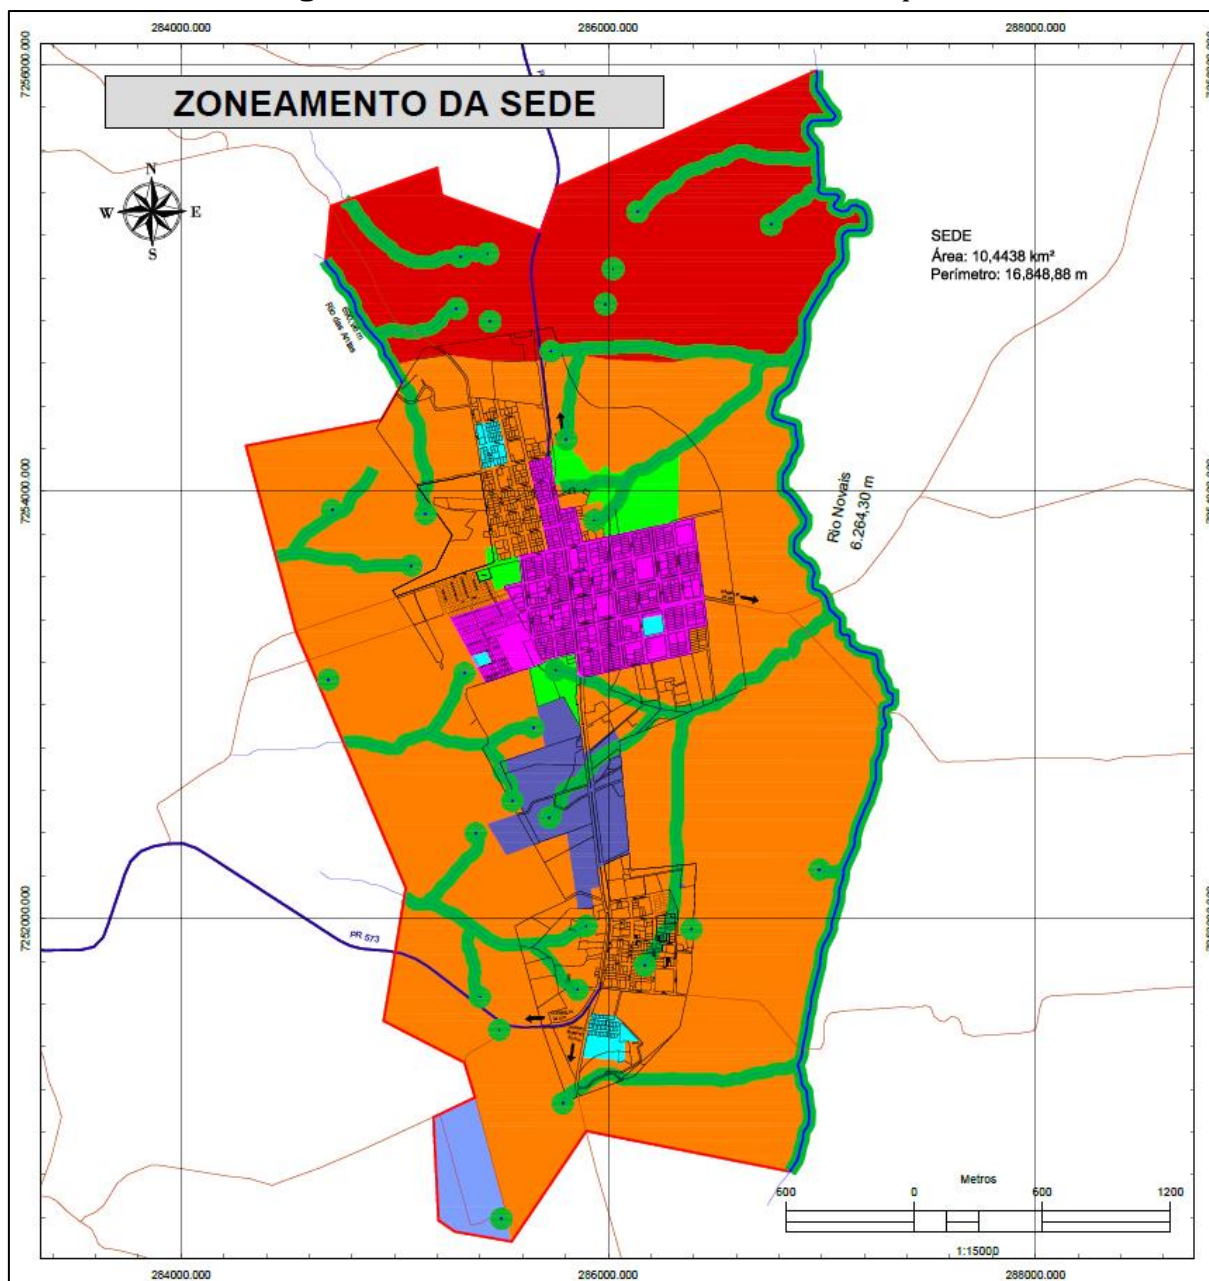 284000.000
286000.000
288000.000
7256000.000
ZONEAMENTO DA SEDE
N
W
E
S
SEDE
Área: 10,4438 km²
Perímetro: 16,848,88 m
Rio das Antas
7254000.000
Rio Novais
6.264,30 m
7252000.000
PR 573
Metros
600
0
600
1200
1:15000
284000.000
286000.000
288000.000